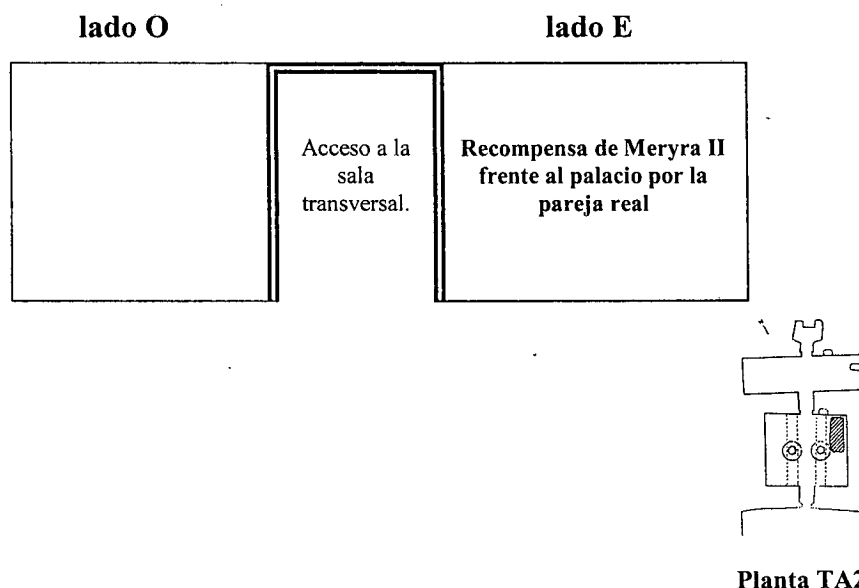 lado O
lado E
Acceso a la
sala
transversal.
Recompensa de Meryra II
frente al palacio por la
pareja real
Planta TA2